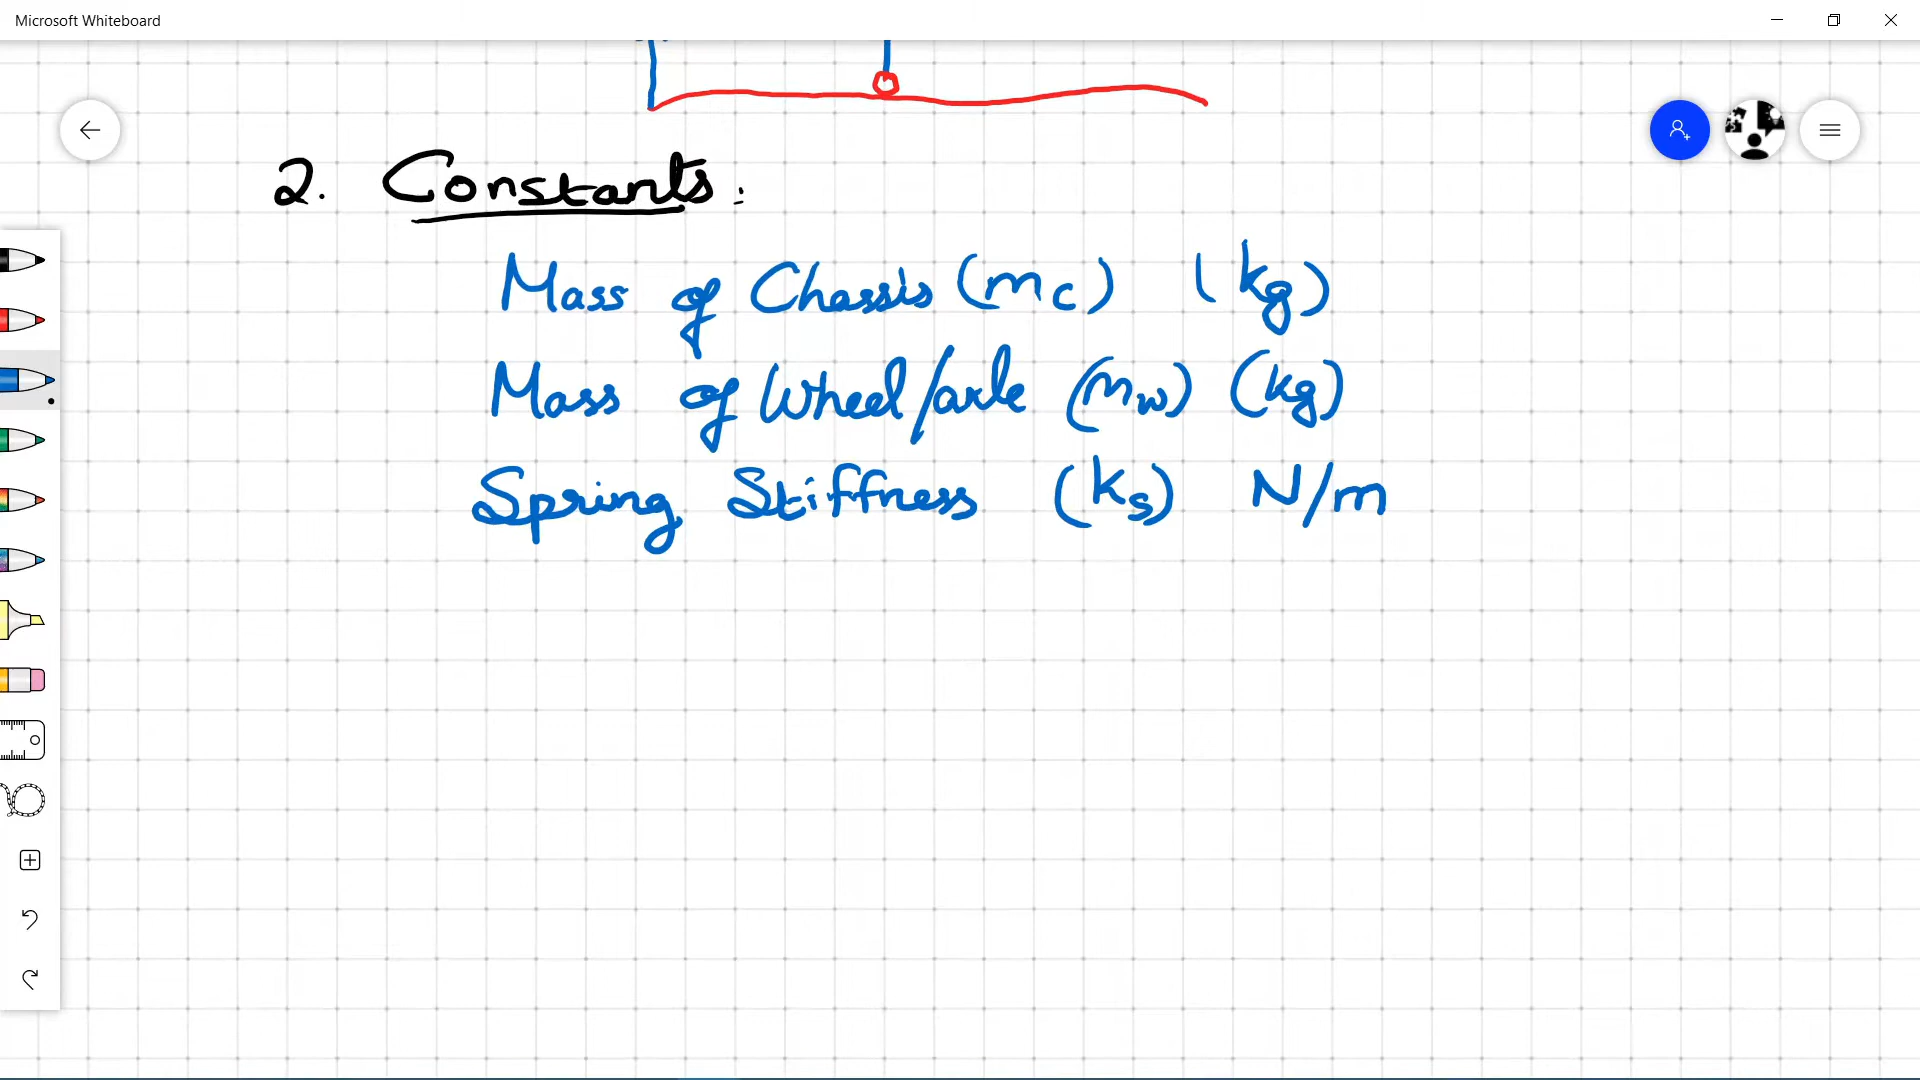 Microsoft Whiteboard
2. Constants:
Mass of Chassis (mc) (kg)
Mass of Wheel/axle (mw) (kg)
Spring Stiffness (ks) N/m